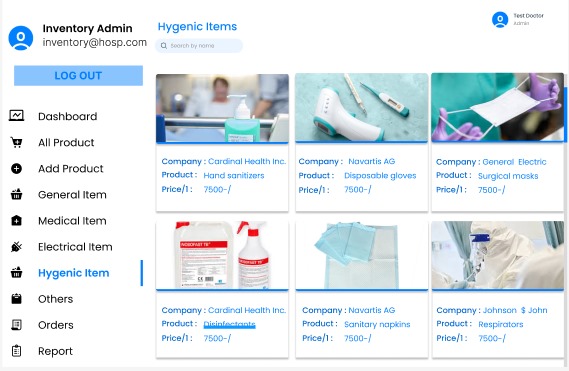 Inventory Admin
inventory@hosp.com
LOG OUT
Dashboard
All Product
Add Product
General Item
Medical Item
Electrical Item
Hygenic Item
Others
Orders
Report
Hygenic Items
Search by name
Test Doctor
Admin
Company : Cardinal Health Inc.
Product : Hand sanitizers
Price/1 : 7500-/
Company : Navartis AG
Product : Disposable gloves
Price/1 : 7500-/
Company : General Electric
Product : Surgical masks
Price/1 : 7500-/
Company : Cardinal Health Inc.
Product : Disinfectants
Price/1 : 7500-/
Company : Navartis AG
Product : Sanitary napkins
Price/1 : 7500-/
Company : Johnson $ John
Product : Respirators
Price/1 : 7500-/